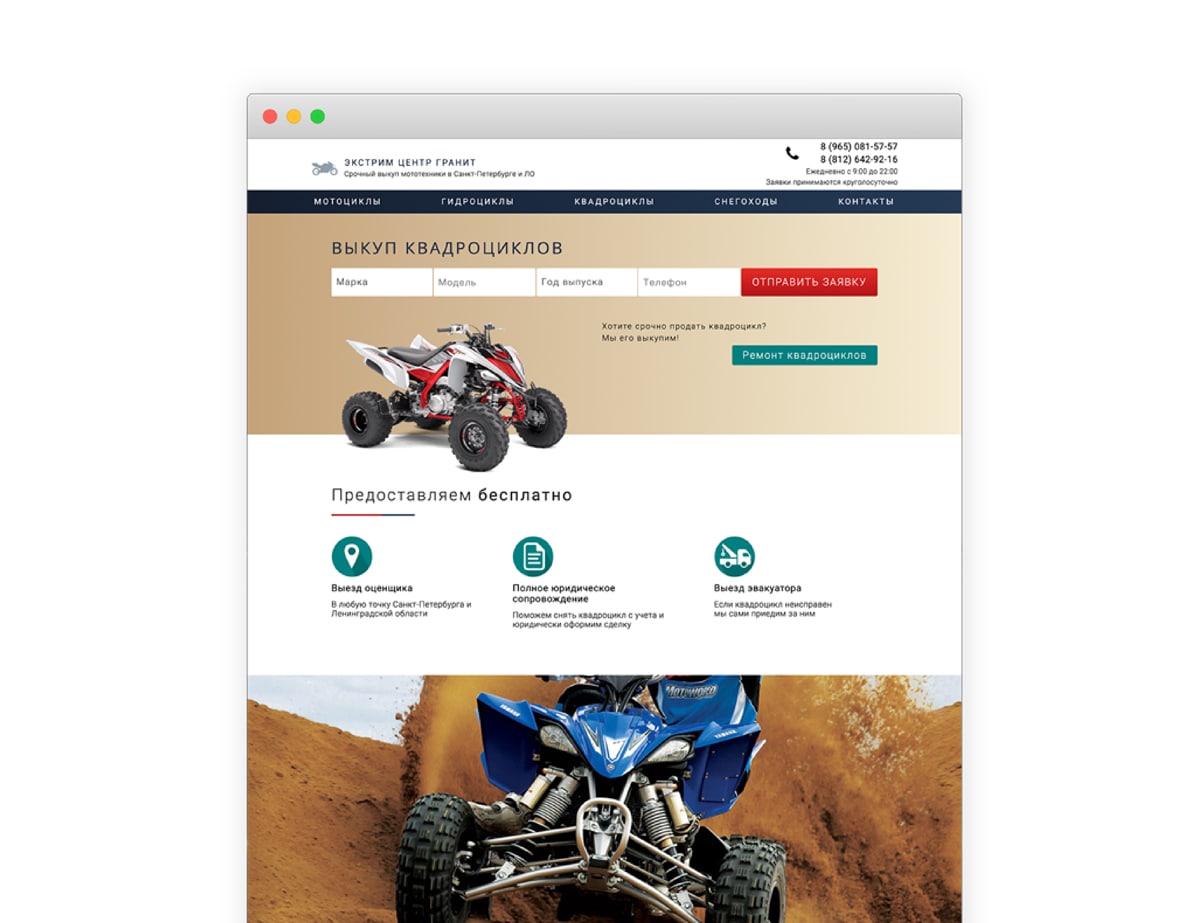 ЭКСТРИМ ЦЕНТР ГРАНИТ
Срочный выкуп мототехники в Санкт-Петербурге и ЛО
8 (965) 081-57-57
8 (812) 642-92-16
Ежедневно с 9:00 до 22:00
Заявки принимаются круглосуточно
МОТОЦИКЛЫ ГИДРОЦИКЛЫ КВАДРОЦИКЛЫ СНЕГОХОДЫ КОНТАКТЫ
ВЫКУП КВАДРОЦИКЛОВ
Марка Модель Год выпуска Телефон ОТПРАВИТЬ ЗАЯВКУ
Хотите срочно продать квадроцикл?
Мы его выкупим!
Ремонт квадроциклов
Предоставляем бесплатно
Выезд оценщика
В любую точку Санкт-Петербурга и
Ленинградской области
Полное юридическое
сопровождение
Поможем снять квадроцикл с учета и
юридически оформим сделку
Выезд эвакуатора
Если квадроцикл неисправен
мы сами приедим за ним
MOTOWORLD
YAMAHA
YAMAHA